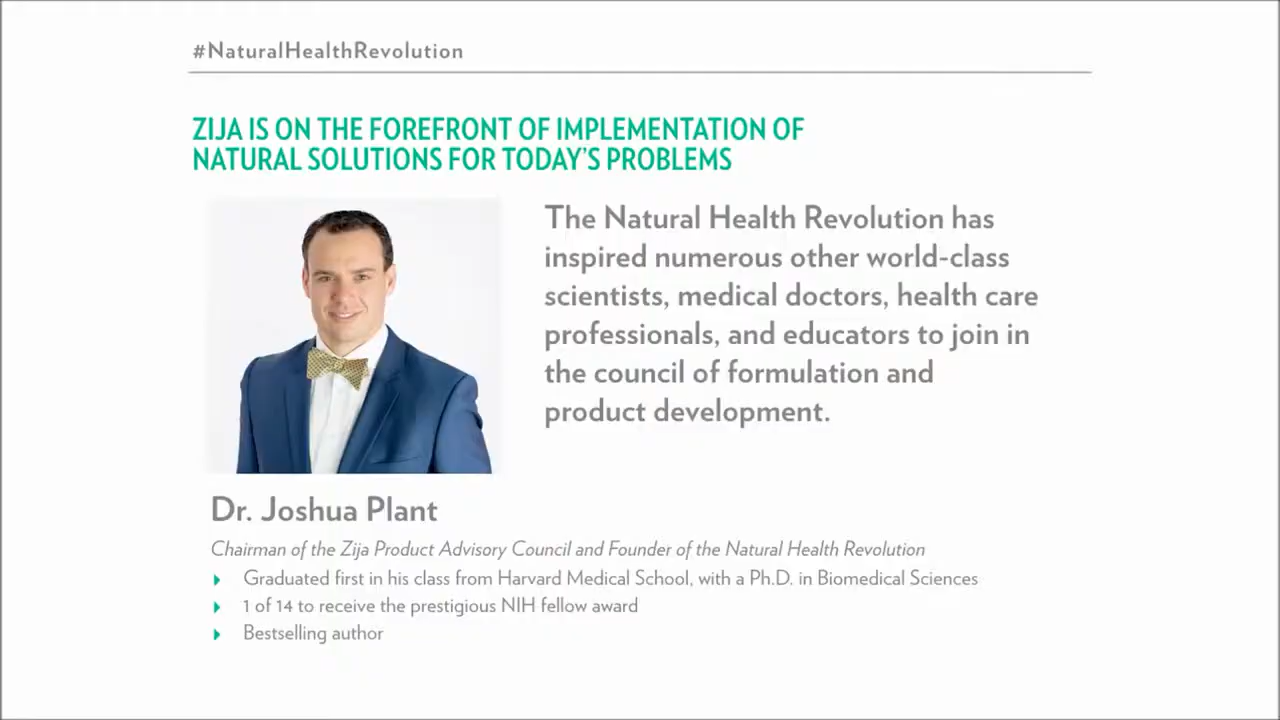 #NaturalHealthRevolution
ZIJA IS ON THE FOREFRONT OF IMPLEMENTATION OF
NATURAL SOLUTIONS FOR TODAY'S PROBLEMS
The Natural Health Revolution has
inspired numerous other world-class
scientists, medical doctors, health care
professionals, and educators to join in
the council of formulation and
product development.
Dr. Joshua Plant
Chairman of the Zija Product Advisory Council and Founder of the Natural Health Revolution
Graduated first in his class from Harvard Medical School, with a Ph.D. in Biomedical Sciences
1 of 14 to receive the prestigious NIH fellow award
Bestselling author